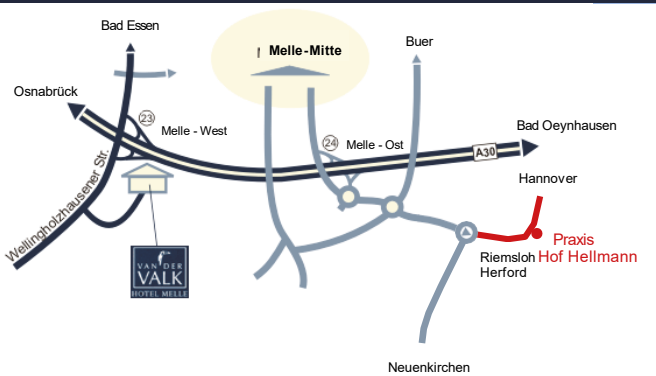 Bad Essen
Melle-Mitte
Buer
Osnabrück
23
Melle - West
24
Melle - Ost
Bad Oeynhausen
A30
Hannover
Wellingholzhausener Str.
Praxis
Riemsloh Hof Hellmann
Herford
VAN DER
VALK
HOTEL MELLE
Neuenkirchen